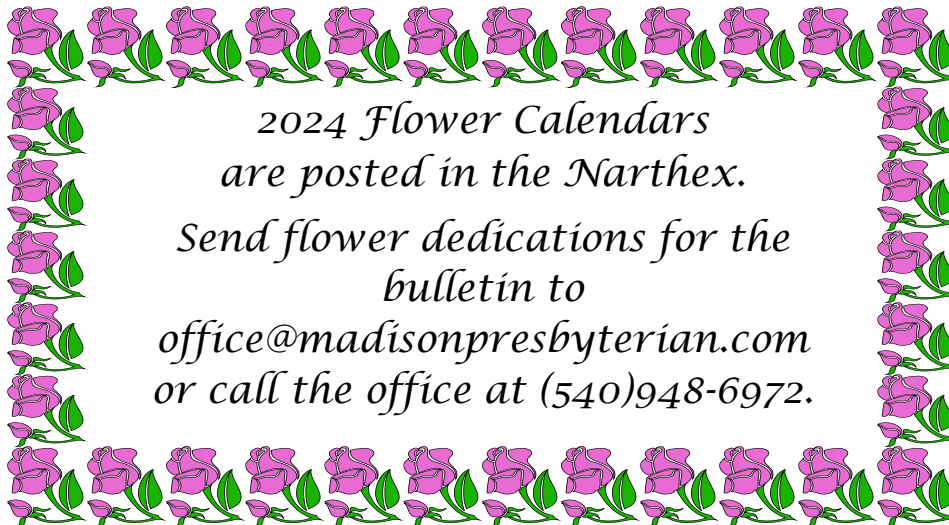 2024 Flower Calendars
are posted in the Narthex.
Send flower dedications for the
bulletin to
office@madisonpresbyterian.com
or call the office at (540)948-6972.